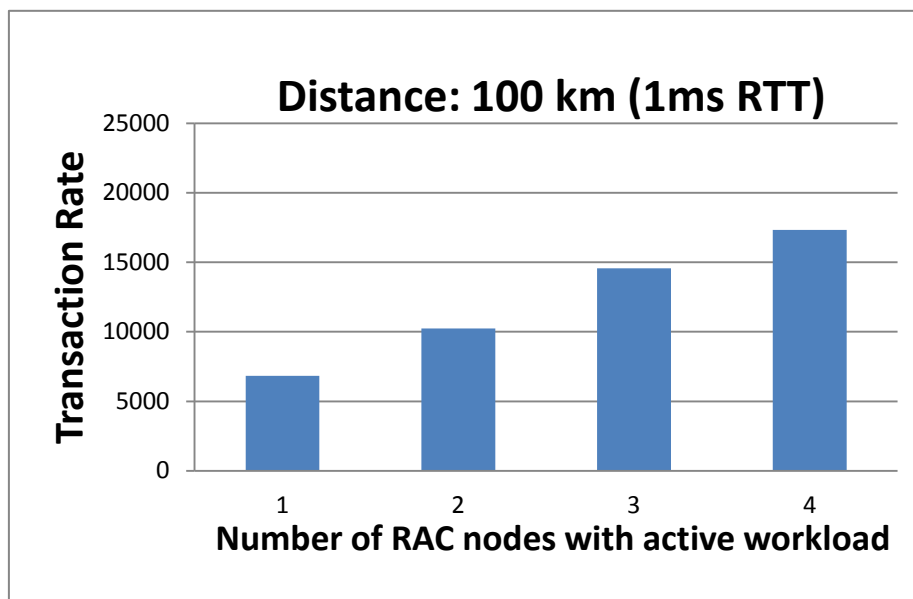 Distance: 100 km (1ms RTT)
25000
20000
15000
10000
5000
0
Transaction Rate
1 2 3 4
Number of RAC nodes with active workload